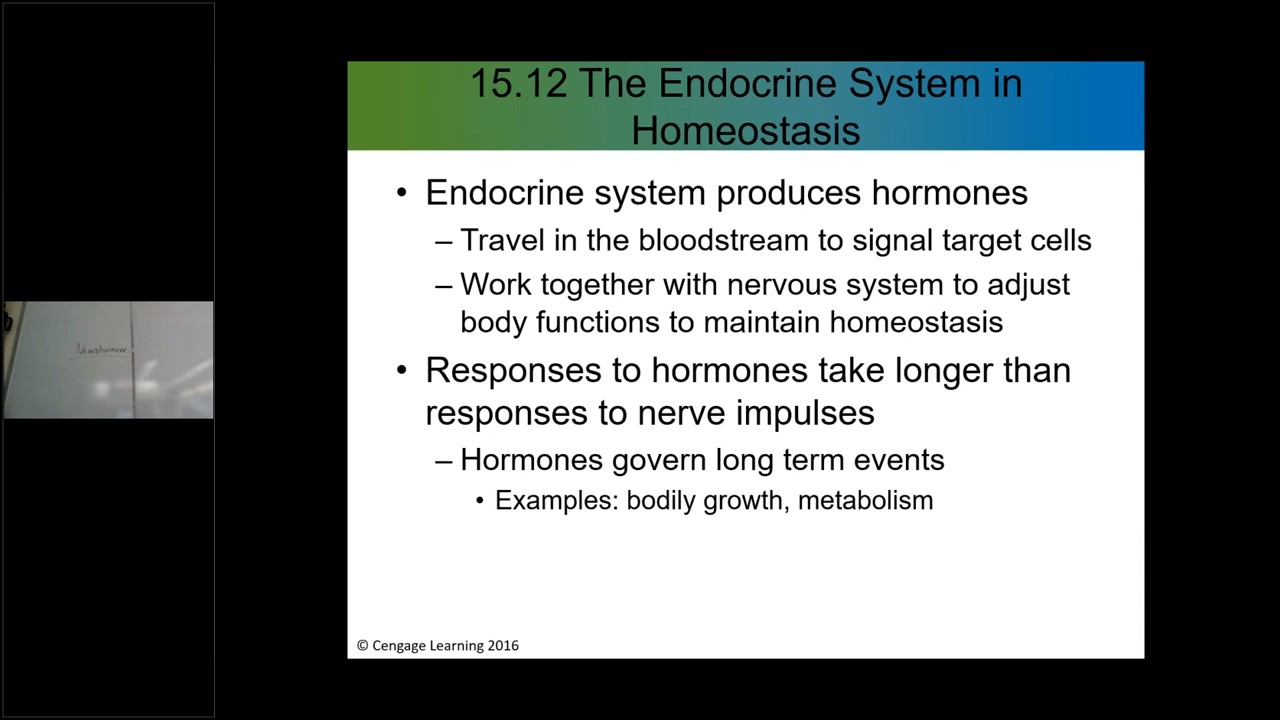 15.12 The Endocrine System in
Homeostasis
• Endocrine system produces hormones
– Travel in the bloodstream to signal target cells
– Work together with nervous system to adjust
body functions to maintain homeostasis
• Responses to hormones take longer than
responses to nerve impulses
– Hormones govern long term events
• Examples: bodily growth, metabolism
© Cengage Learning 2016